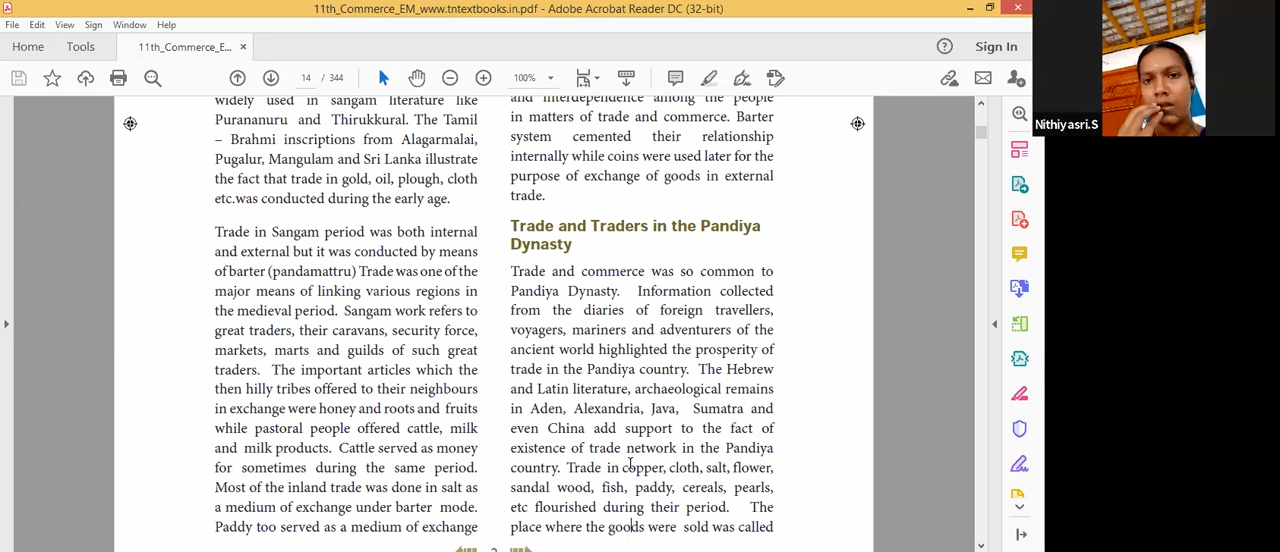 11th_Commerce_EM_www.tntextbooks.in.pdf - Adobe Acrobat Reader DC (32-bit)
File Edit View Sign Window Help
Home Tools 11th_Commerce_E... × Sign In
14 / 344 100%
widely used in sangam literature like
Purananuru and Thirukkural. The Tamil
– Brahmi inscriptions from Alagarmalai,
Pugalur, Mangulam and Sri Lanka illustrate
the fact that trade in gold, oil, plough, cloth
etc.was conducted during the early age.
Trade in Sangam period was both internal
and external but it was conducted by means
of barter (pandamattru) Trade was one of the
major means of linking various regions in
the medieval period. Sangam work refers to
great traders, their caravans, security force,
markets, marts and guilds of such great
traders. The important articles which the
then hilly tribes offered to their neighbours
in exchange were honey and roots and fruits
while pastoral people offered cattle, milk
and milk products. Cattle served as money
for sometimes during the same period.
Most of the inland trade was done in salt as
a medium of exchange under barter mode.
Paddy too served as a medium of exchange
and interdependence among the people
in matters of trade and commerce. Barter
system cemented their relationship
internally while coins were used later for the
purpose of exchange of goods in external
trade.
Trade and Traders in the Pandiya
Dynasty
Trade and commerce was so common to
Pandiya Dynasty. Information collected
from the diaries of foreign travellers,
voyagers, mariners and adventurers of the
ancient world highlighted the prosperity of
trade in the Pandiya country. The Hebrew
and Latin literature, archaeological remains
in Aden, Alexandria, Java, Sumatra and
even China add support to the fact of
existence of trade network in the Pandiya
country. Trade in copper, cloth, salt, flower,
sandal wood, fish, paddy, cereals, pearls,
etc flourished during their period. The
place where the goods were sold was called
Nithiyasri.S